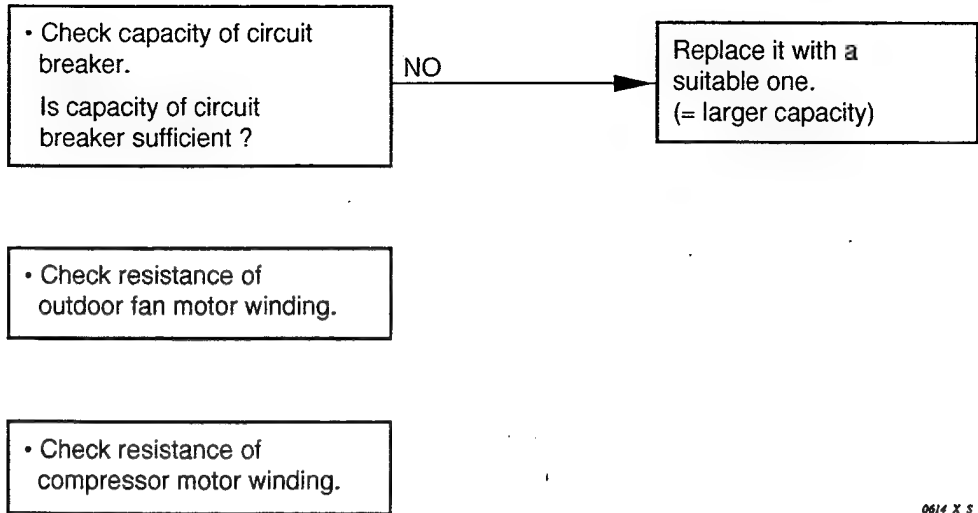 • Check capacity of circuit
breaker.
Is capacity of circuit
breaker sufficient ?
NO
Replace it with a
suitable one.
(= larger capacity)
• Check resistance of
outdoor fan motor winding.
• Check resistance of
compressor motor winding.
0614 X S